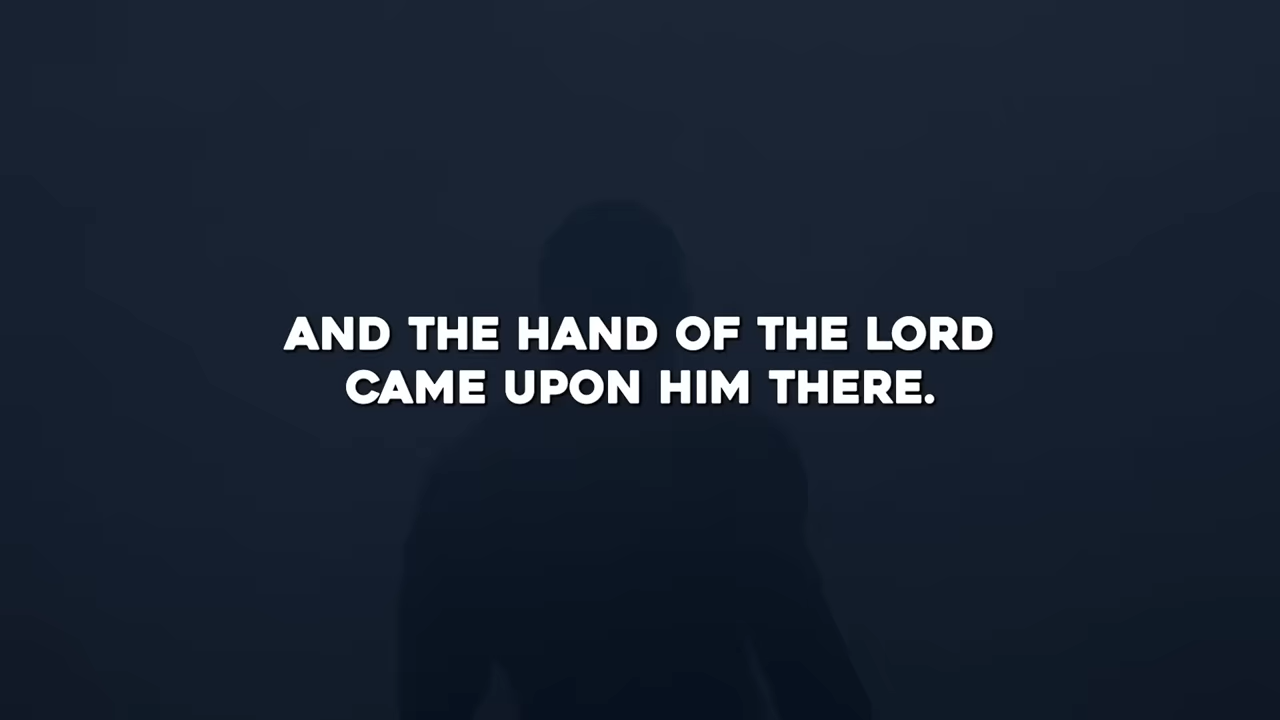 AND THE HAND OF THE LORD
CAME UPON HIM THERE.